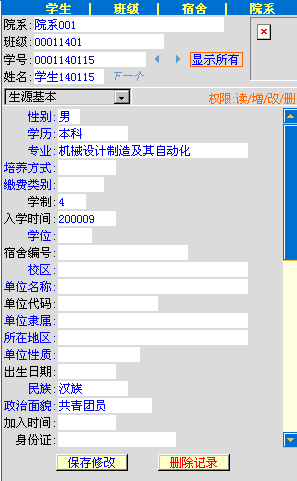 学生 班级 宿舍 院系
院系: 院系001
班级: 00011401
学号: 0001140115 显示所有
姓名: 学生140115 下一个
生源基本 权限:读/增/改/删
性别: 男
学历: 本科
专业: 机械设计制造及其自动化
培养方式:
缴费类别:
学制: 4
入学时间: 200009
学位:
宿舍编号:
校区:
单位名称:
单位代码:
单位隶属:
所在地区:
单位性质:
出生日期:
民族: 汉族
政治面貌: 共青团员
加入时间:
身份证:
保存修改 删除记录